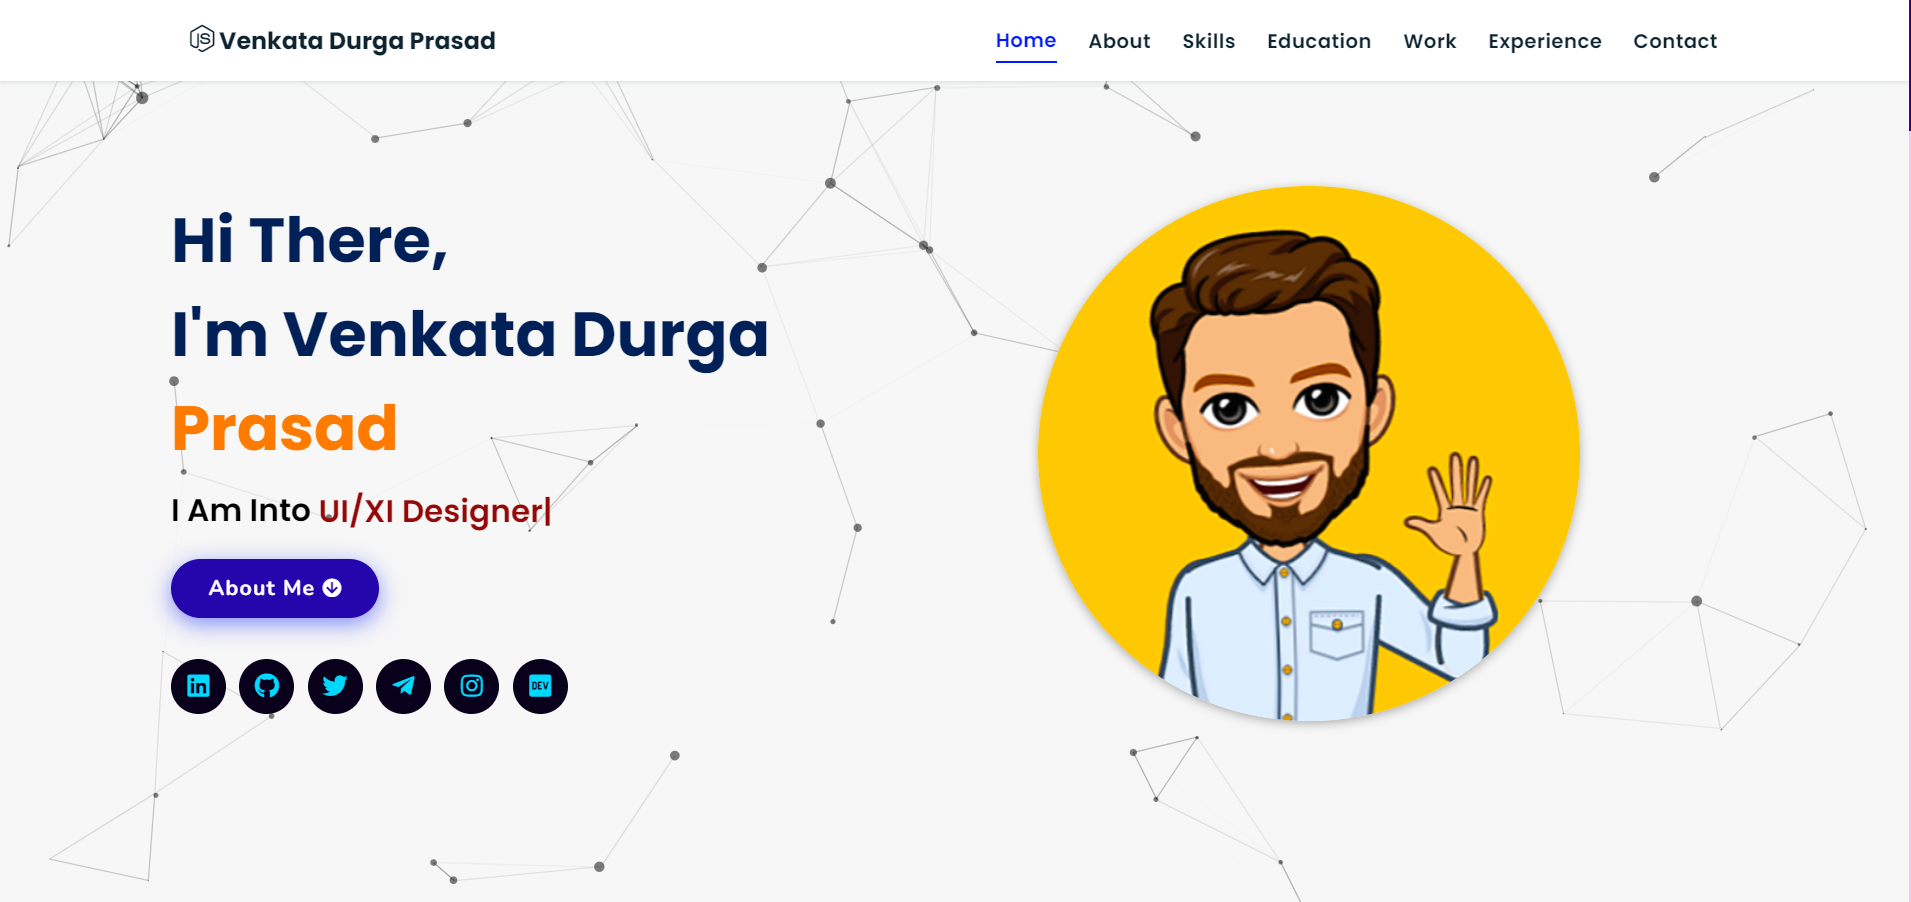 Venkata Durga Prasad
Home About Skills Education Work Experience Contact
Hi There,
I'm Venkata Durga
Prasad
I Am Into UI/XI Designer|
About Me
DEV